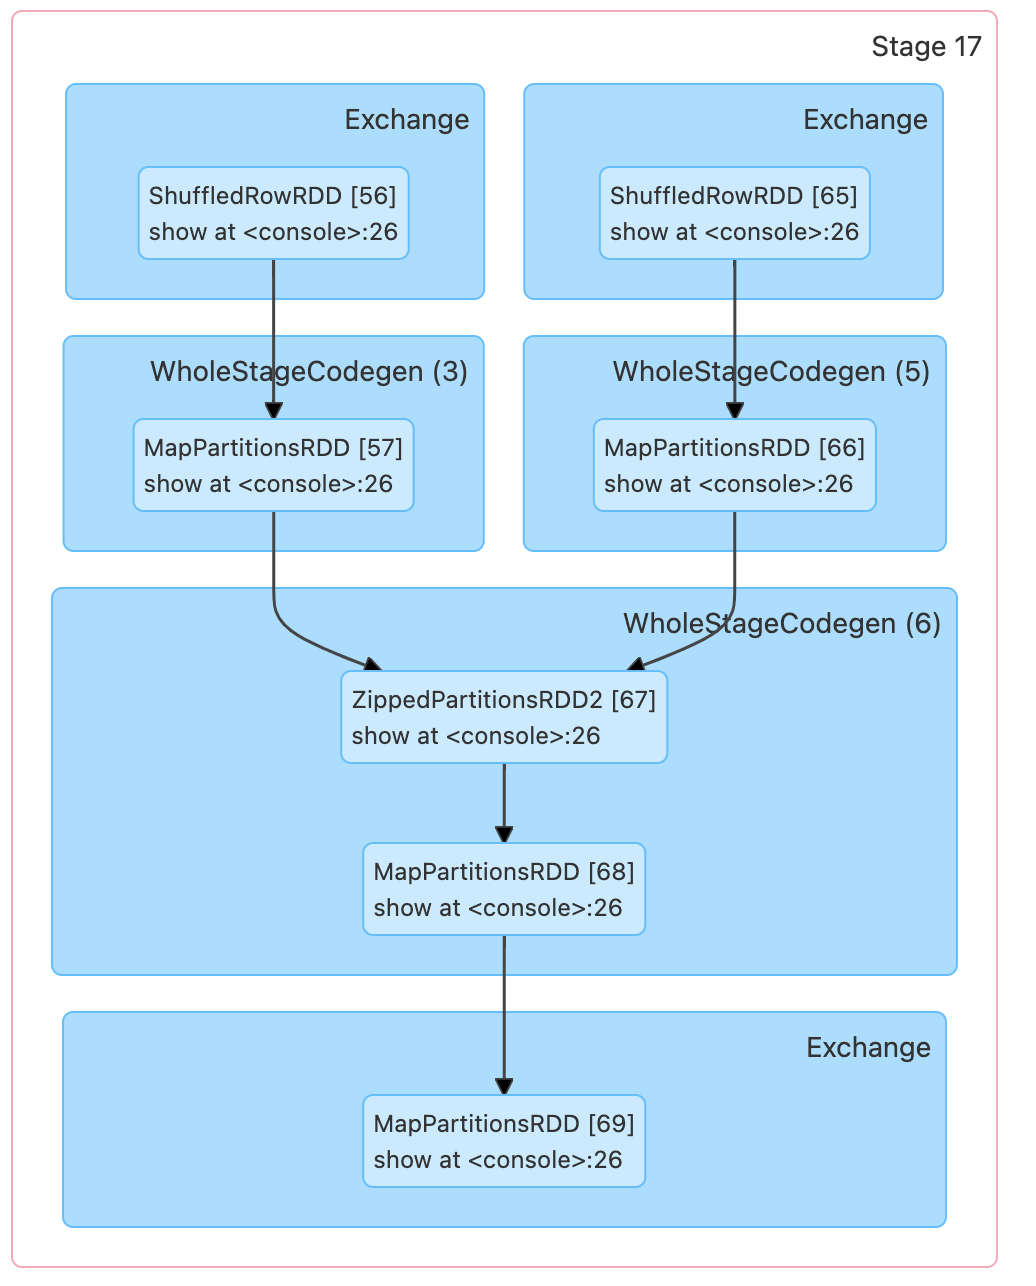 Stage 17
Exchange
ShuffledRowRDD [56]
show at <console>:26
Exchange
ShuffledRowRDD [65]
show at <console>:26
WholeStageCodegen (3)
MapPartitionsRDD [57]
show at <console>:26
WholeStageCodegen (5)
MapPartitionsRDD [66]
show at <console>:26
WholeStageCodegen (6)
ZippedPartitionsRDD2 [67]
show at <console>:26
MapPartitionsRDD [68]
show at <console>:26
Exchange
MapPartitionsRDD [69]
show at <console>:26